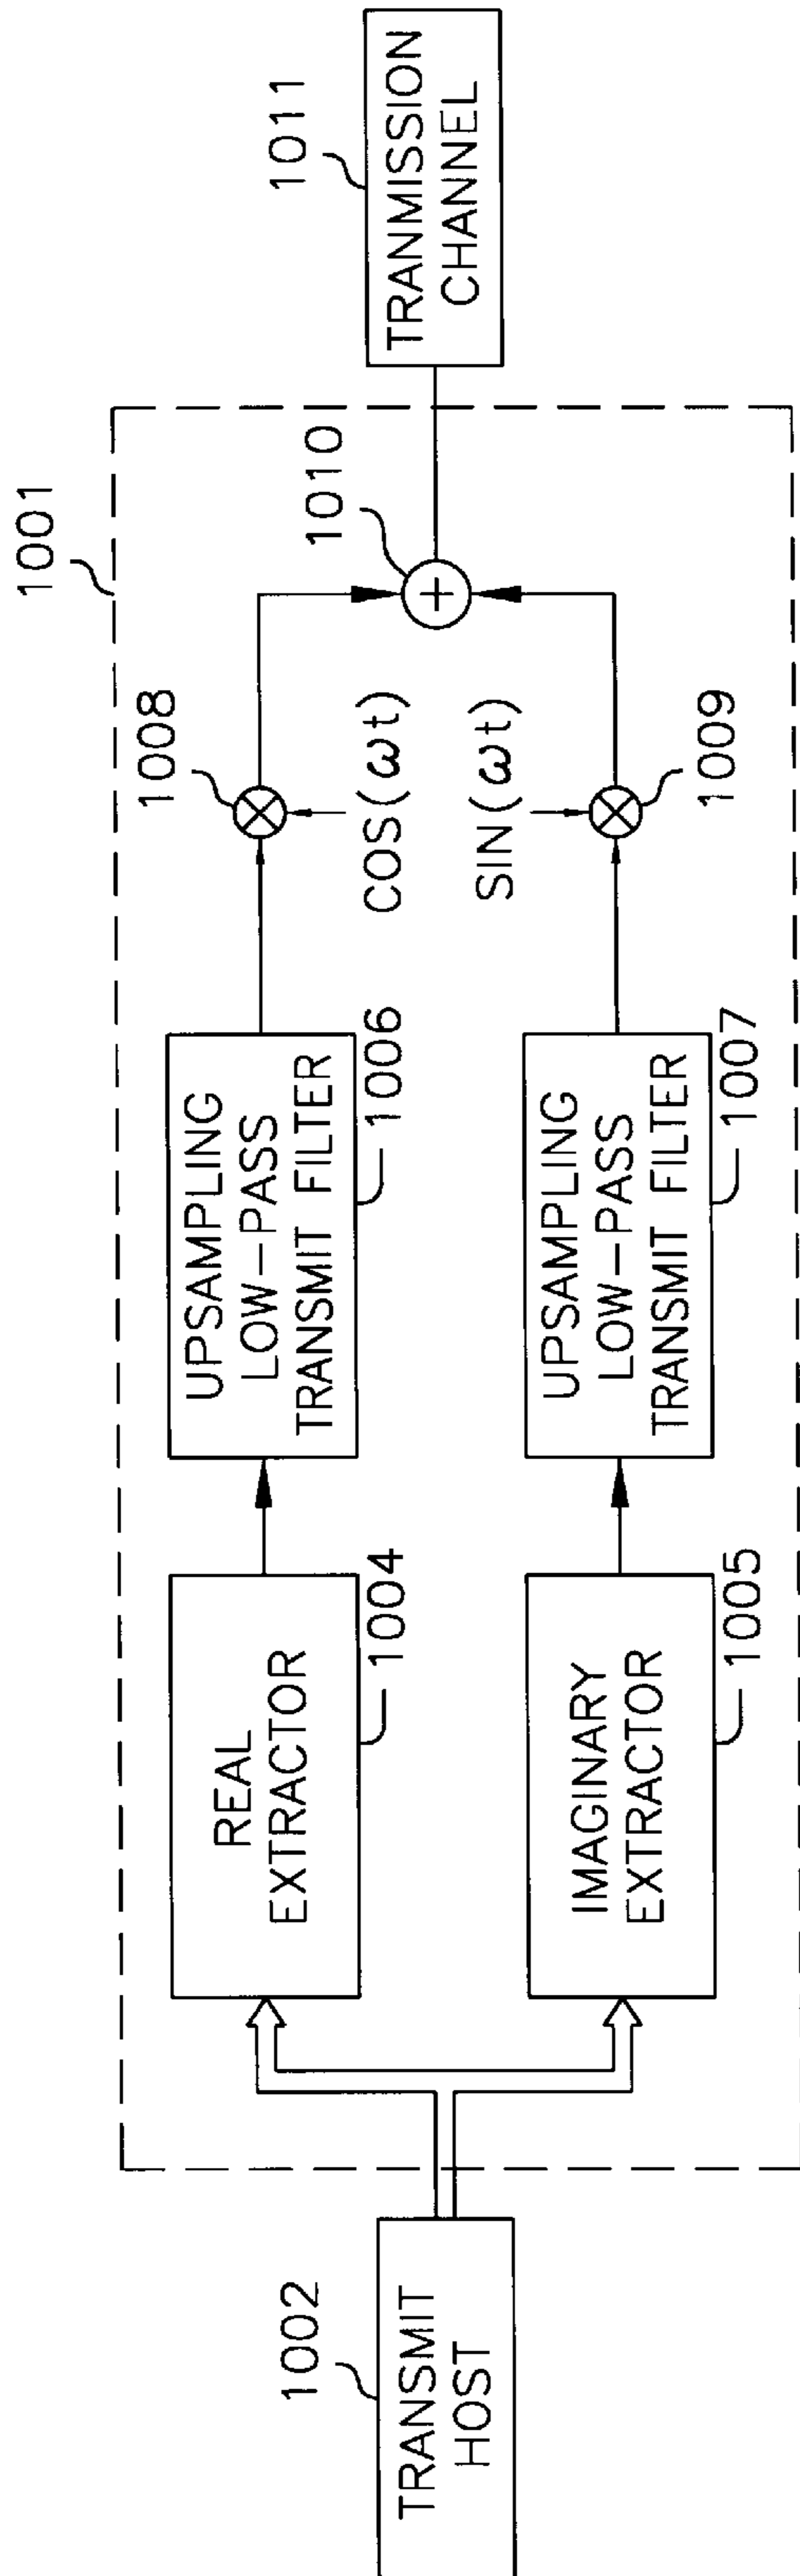 1001
1002
TRANSMIT
HOST
REAL
EXTRACTOR
1004
UPSAMPLING
LOW-PASS
TRANSMIT FILTER
1006
1008
COS(ωt)
IMAGINARY
EXTRACTOR
1005
UPSAMPLING
LOW-PASS
TRANSMIT FILTER
1007
SIN(ωt)
1009
1010
+
1011
TRANMISSION
CHANNEL